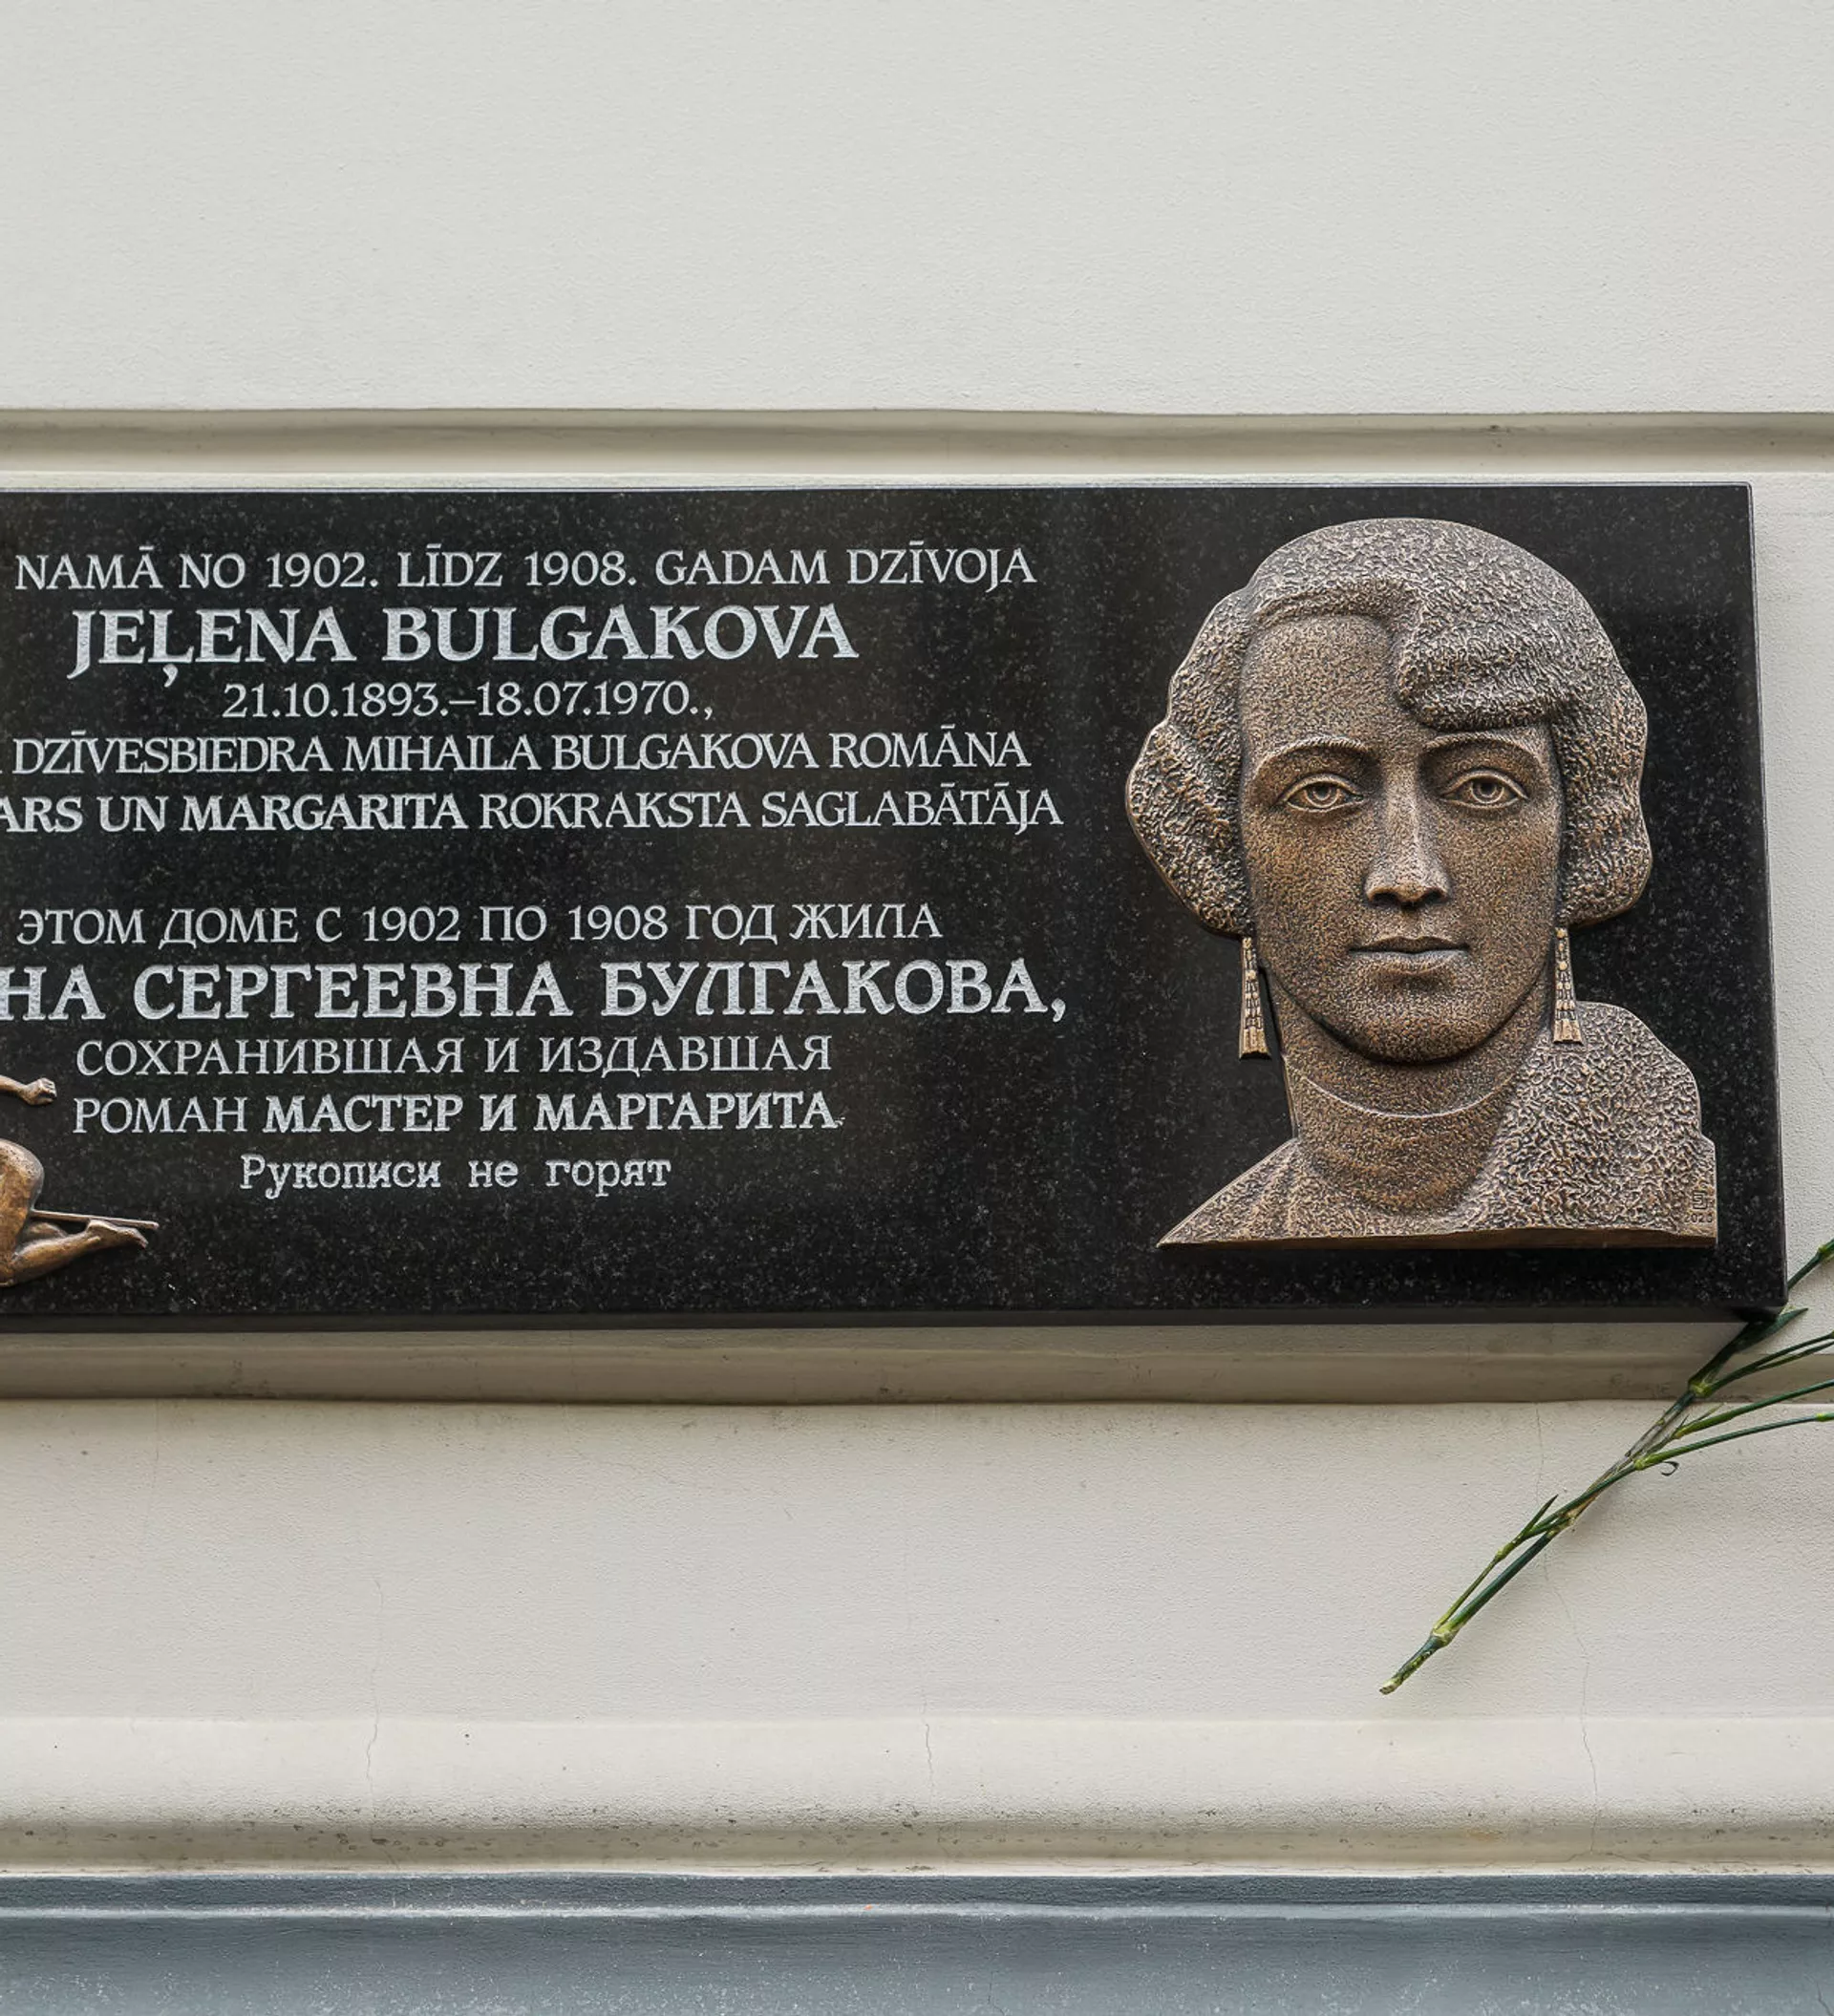 NAMĀ NO 1902. LĪDZ 1908. GADAM DZĪVOJA
JEĻENA BULGAKOVA
21.10.1893.–18.07.1970.,
DZĪVESBIEDRA MIHAILA BULGAKOVA ROMĀNA
ARS UN MARGARITA ROKRAKSTA SAGLABĀTĀJA
ЭТОМ ДОМЕ С 1902 ПО 1908 ГОД ЖИЛА
НА СЕРГЕЕВНА БУЛГАКОВА,
СОХРАНИВШАЯ И ИЗДАВШАЯ
РОМАН МАСТЕР И МАРГАРИТА
Рукописи не горят